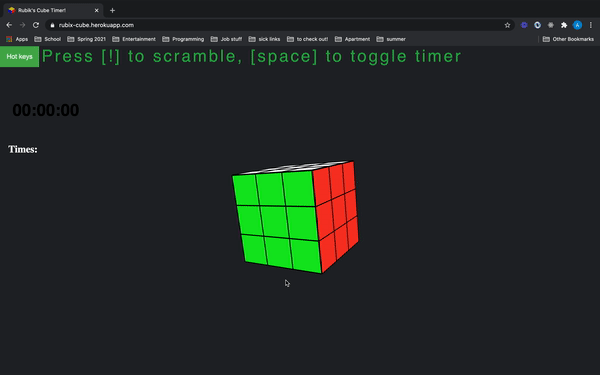 Rubik's Cube Timer!
rubix-cube.herokuapp.com
Apps School Spring 2021 Entertainment Programming Job stuff sick links to check out! Apartment summer Other Bookmarks
Hot keys Press [!] to scramble, [space] to toggle timer
00:00:00
Times: